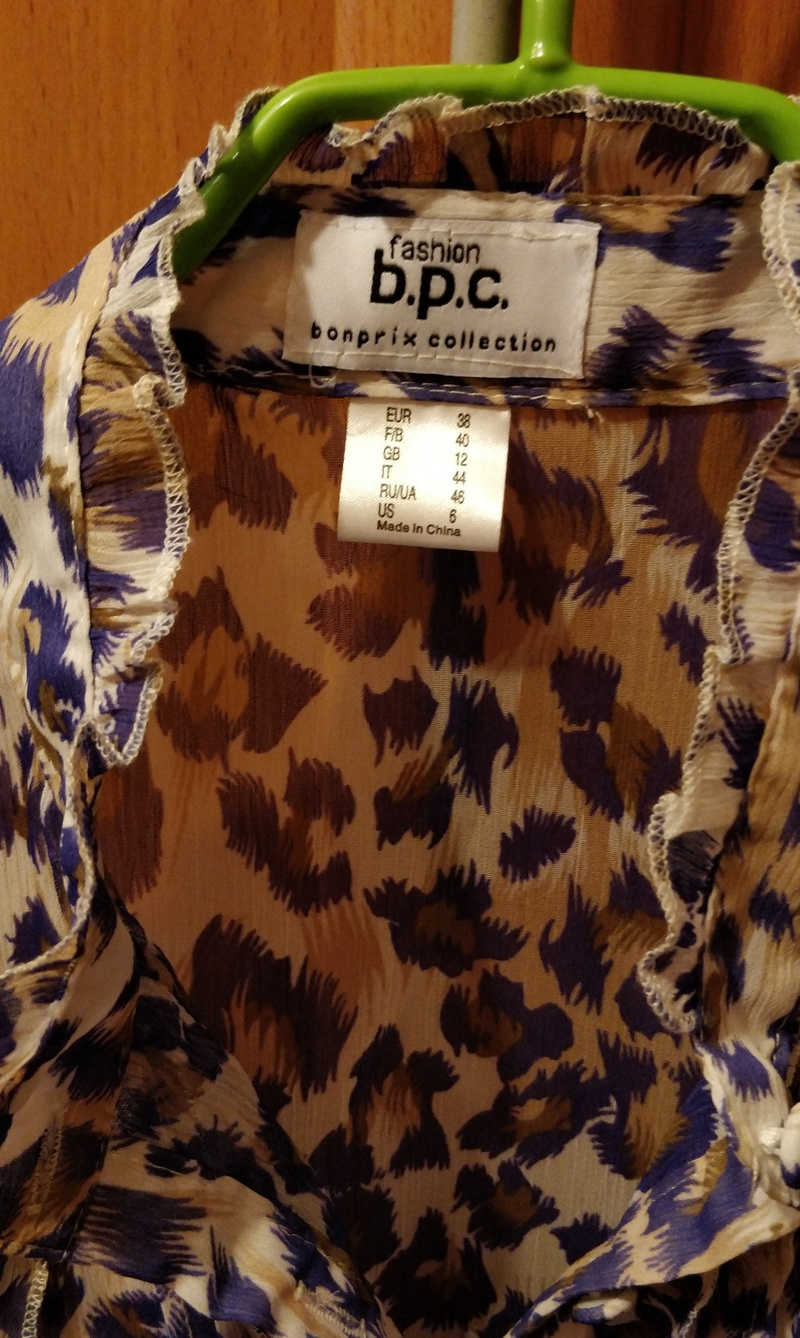 fashion
b.p.c.
bonprix collection
EUR 38
F/B 40
GB 12
IT 44
RU/UA 46
US 6
Made in China